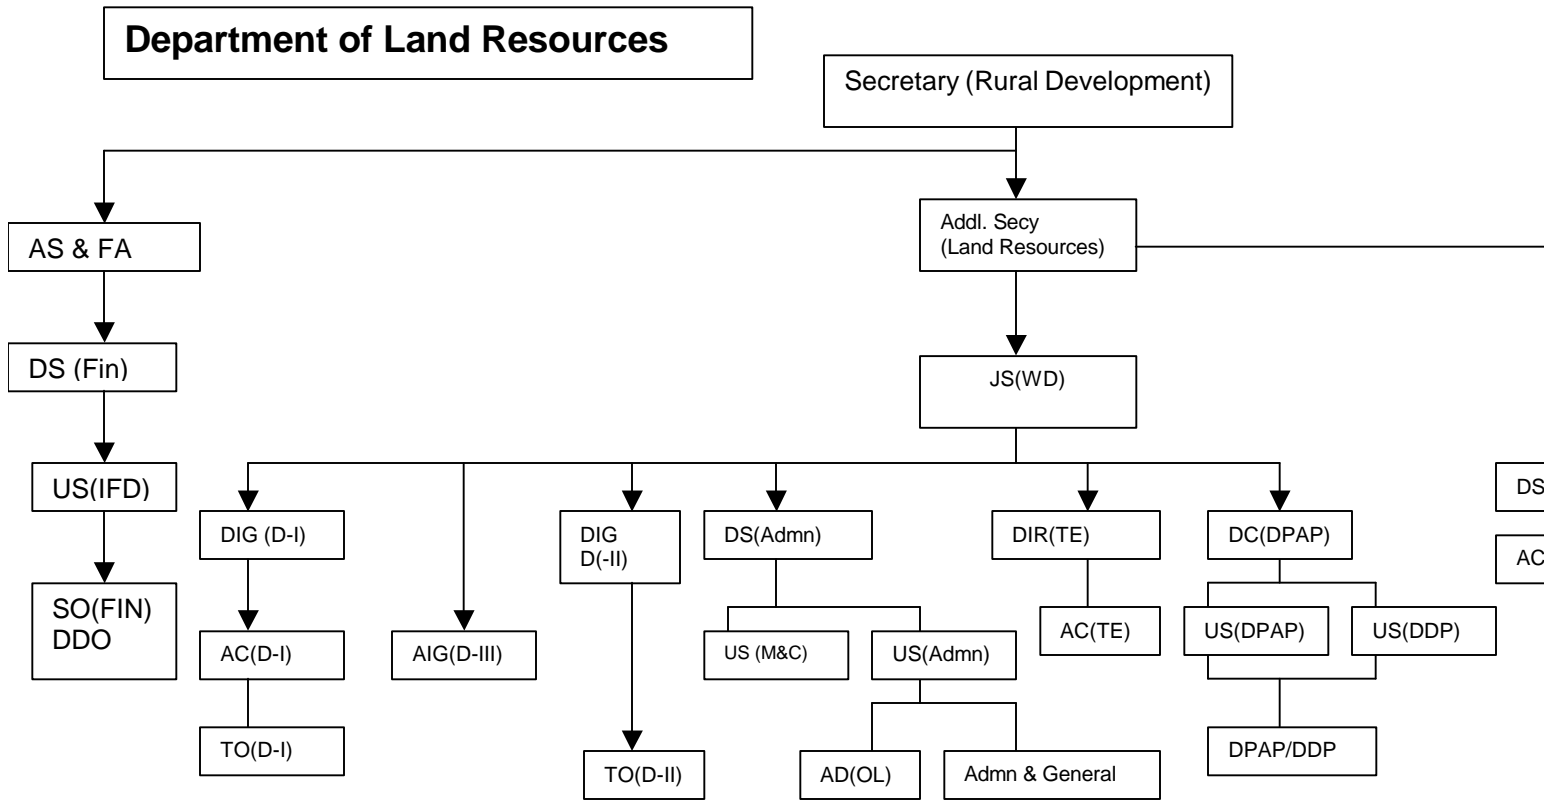 Department of Land Resources
Secretary (Rural Development)
AS & FA
Addl. Secy
(Land Resources)
DS (Fin)
JS(WD)
US(IFD)
DIG (D-I)
DIG
D(-II)
DS(Admn)
DIR(TE)
DC(DPAP)
DS
AC
SO(FIN)
DDO
AC(D-I)
AIG(D-III)
US (M&C)
US(Admn)
AC(TE)
US(DPAP)
US(DDP)
TO(D-I)
TO(D-II)
AD(OL)
Admn & General
DPAP/DDP